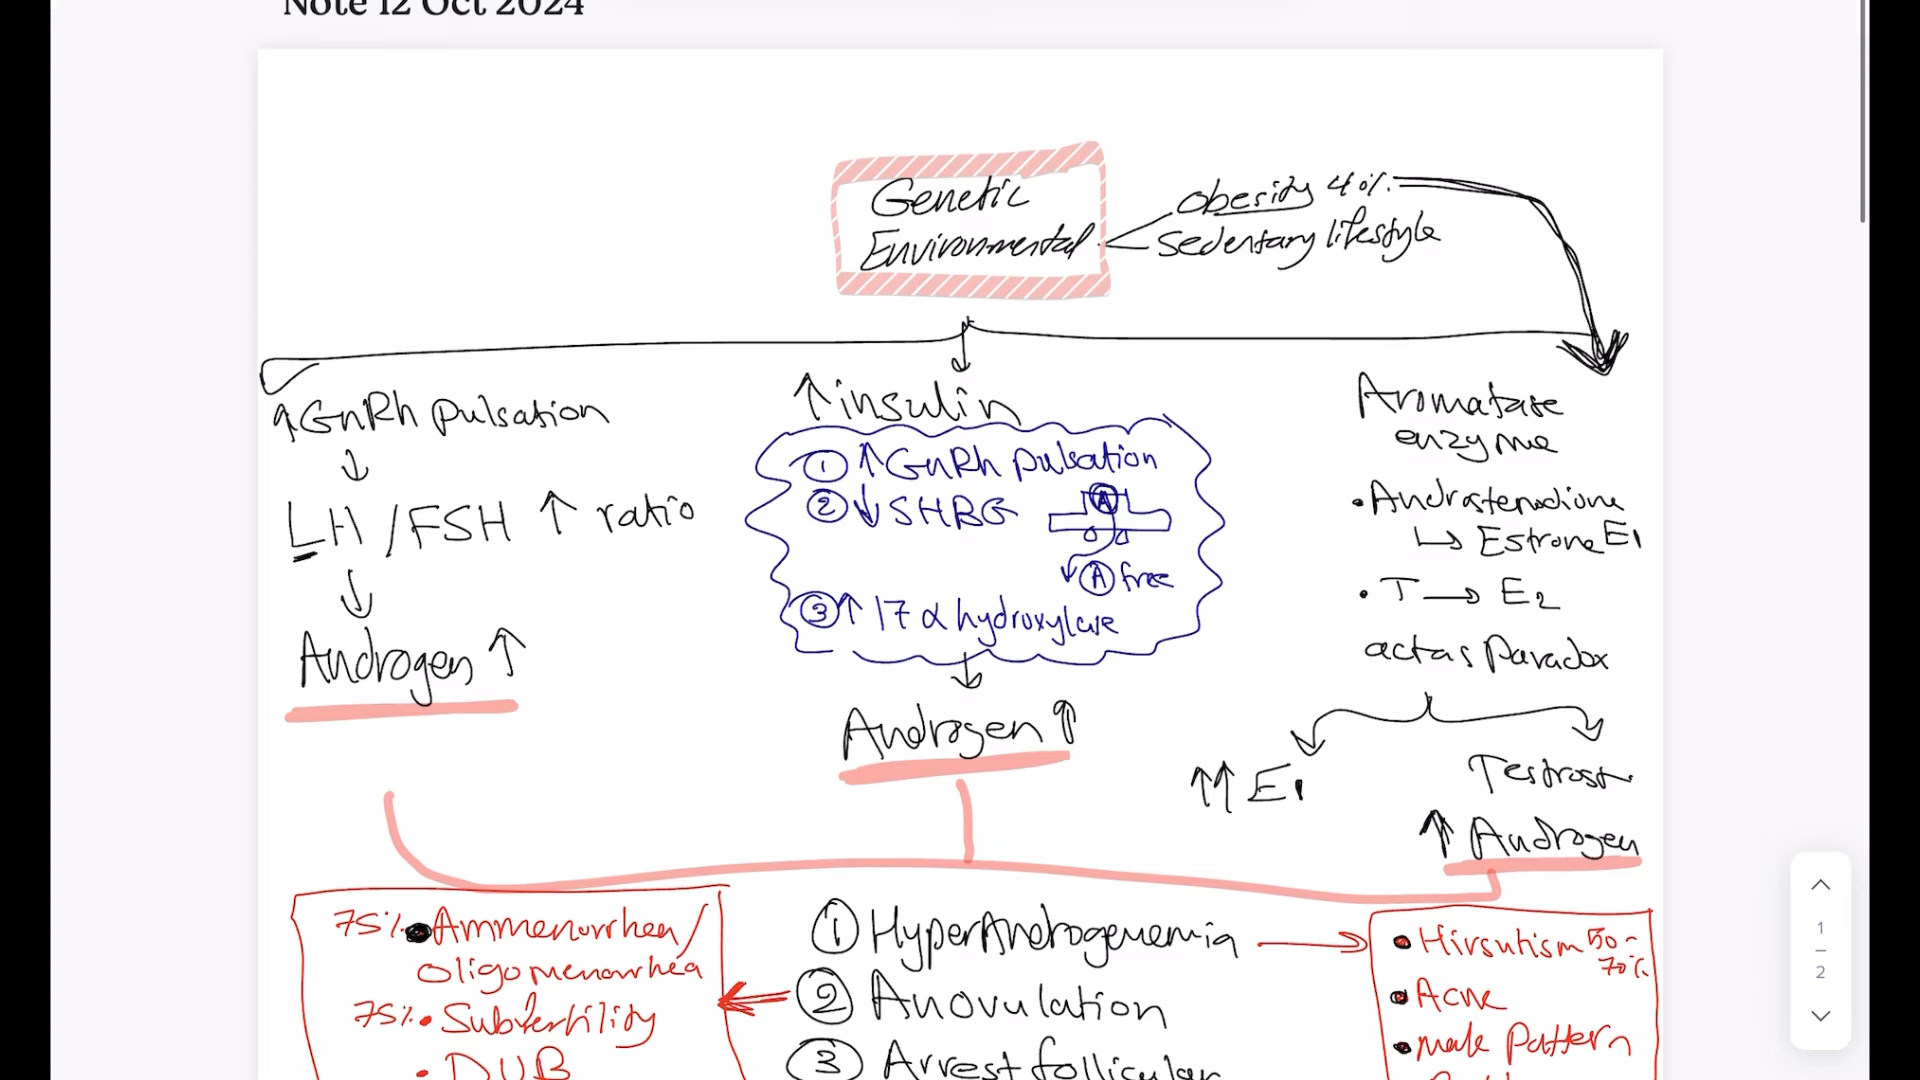 Note 12 Oct 2024
Genetic
Environmental
Obesity 40%
Sedentary lifestyle
↑GnRh pulsation
↓
LH/FSH ↑ ratio
↓
Androgen ↑
↑insulin
① ↑GnRh pulsation
② ↓SHBG
A
A free
③ ↑ 17 α hydroxylase
↓
Androgen ↑
Aromatase
enzyme
• Androstenedione
↳ Estrone E1
• T → E2
act as Paradox
↑↑ E1
Testrost.
↑ Androgen
75% • Ammenorrhea/
Oligomenorrhea
75% • Subfertility
• DUB
① HyperAndrogenemia →
② Anovulation
③ Arrest follicular
• Hirsutism 50-
70%
• Acne
• male Pattern
1
2